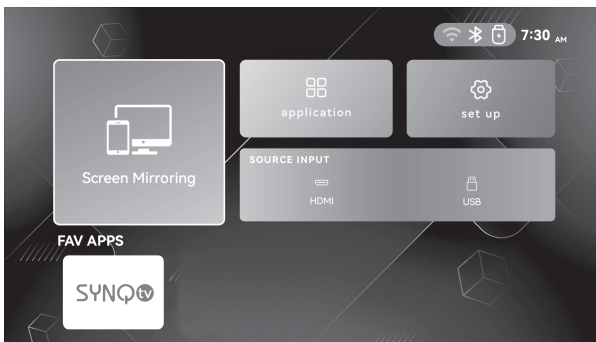 7:30 AM
application
set up
Screen Mirroring
SOURCE INPUT
HDMI
USB
FAV APPS
SYNQ tv